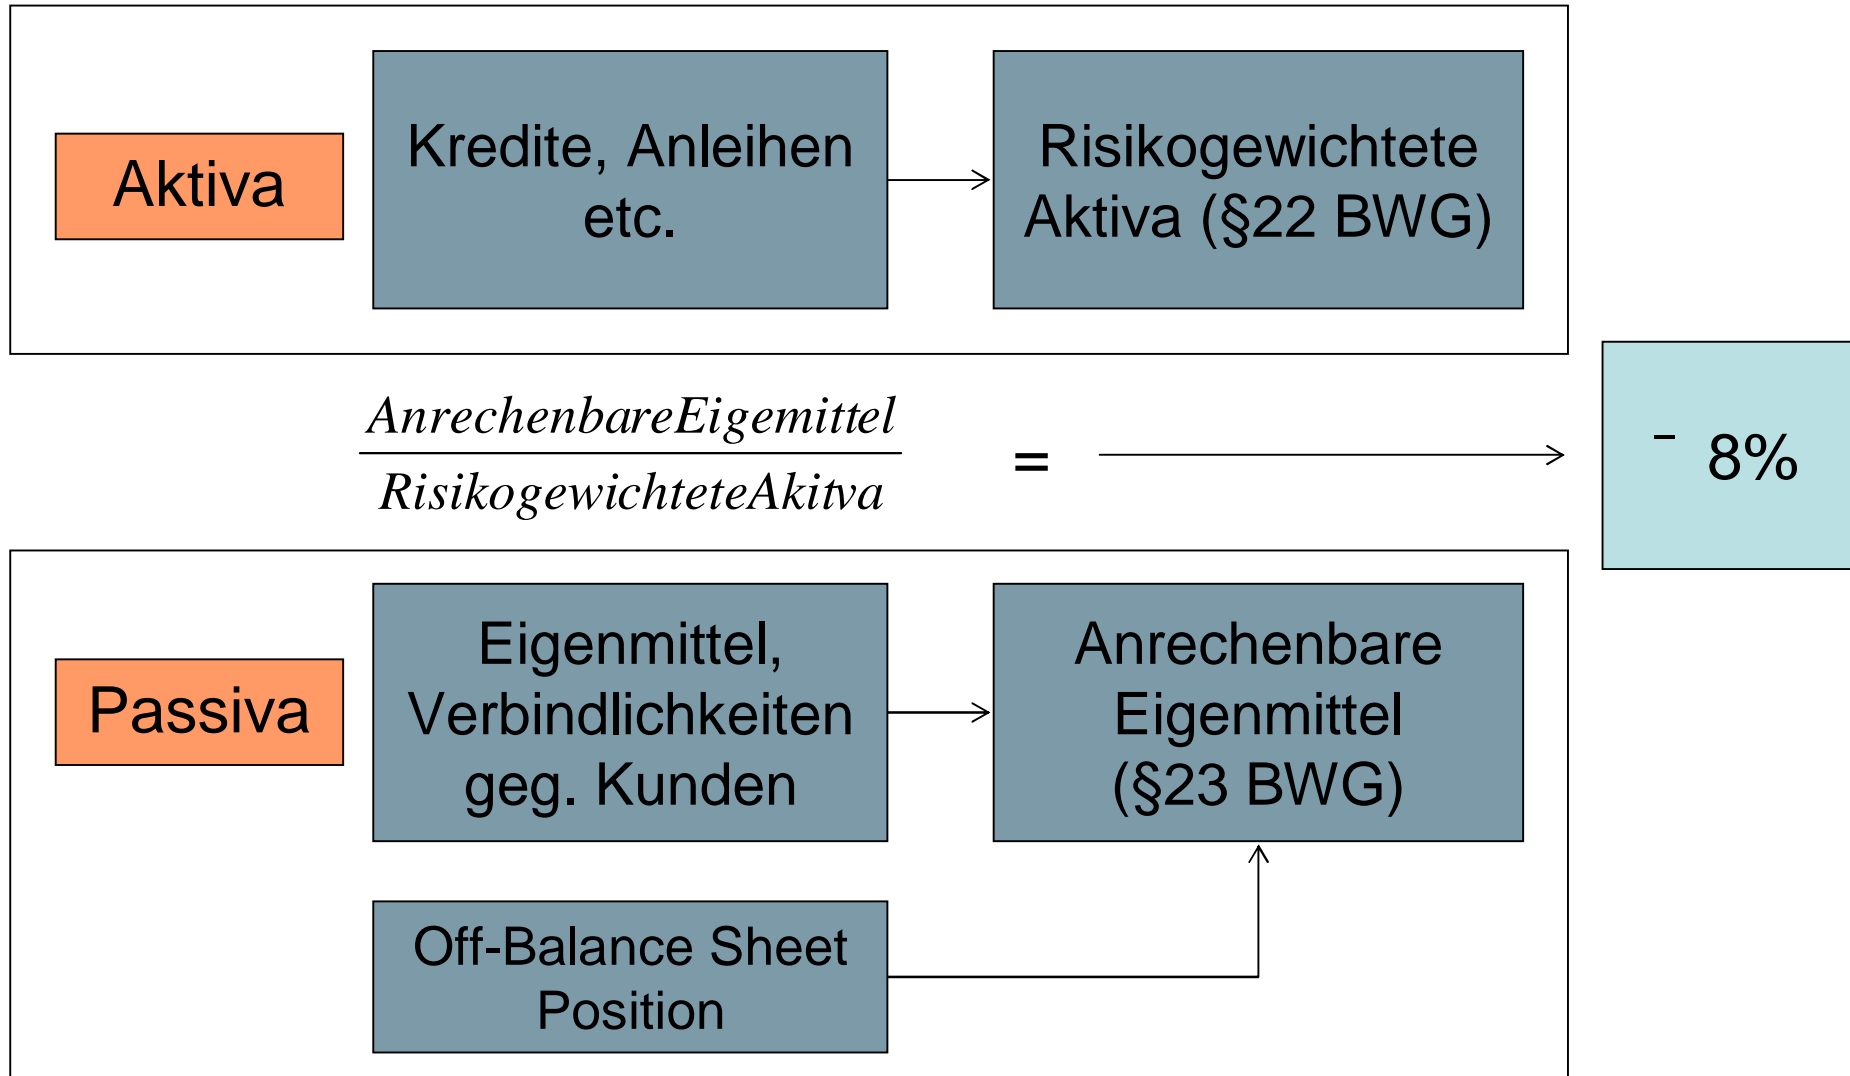 Aktiva
Kredite, Anleihen
etc.
Risikogewichtete
Aktiva (§22 BWG)
AnrechenbareEigemittel
RisikogewichteteAkitva
=
¯ 8%
Passiva
Eigenmittel,
Verbindlichkeiten
geg. Kunden
Anrechenbare
Eigenmittel
(§23 BWG)
Off-Balance Sheet
Position